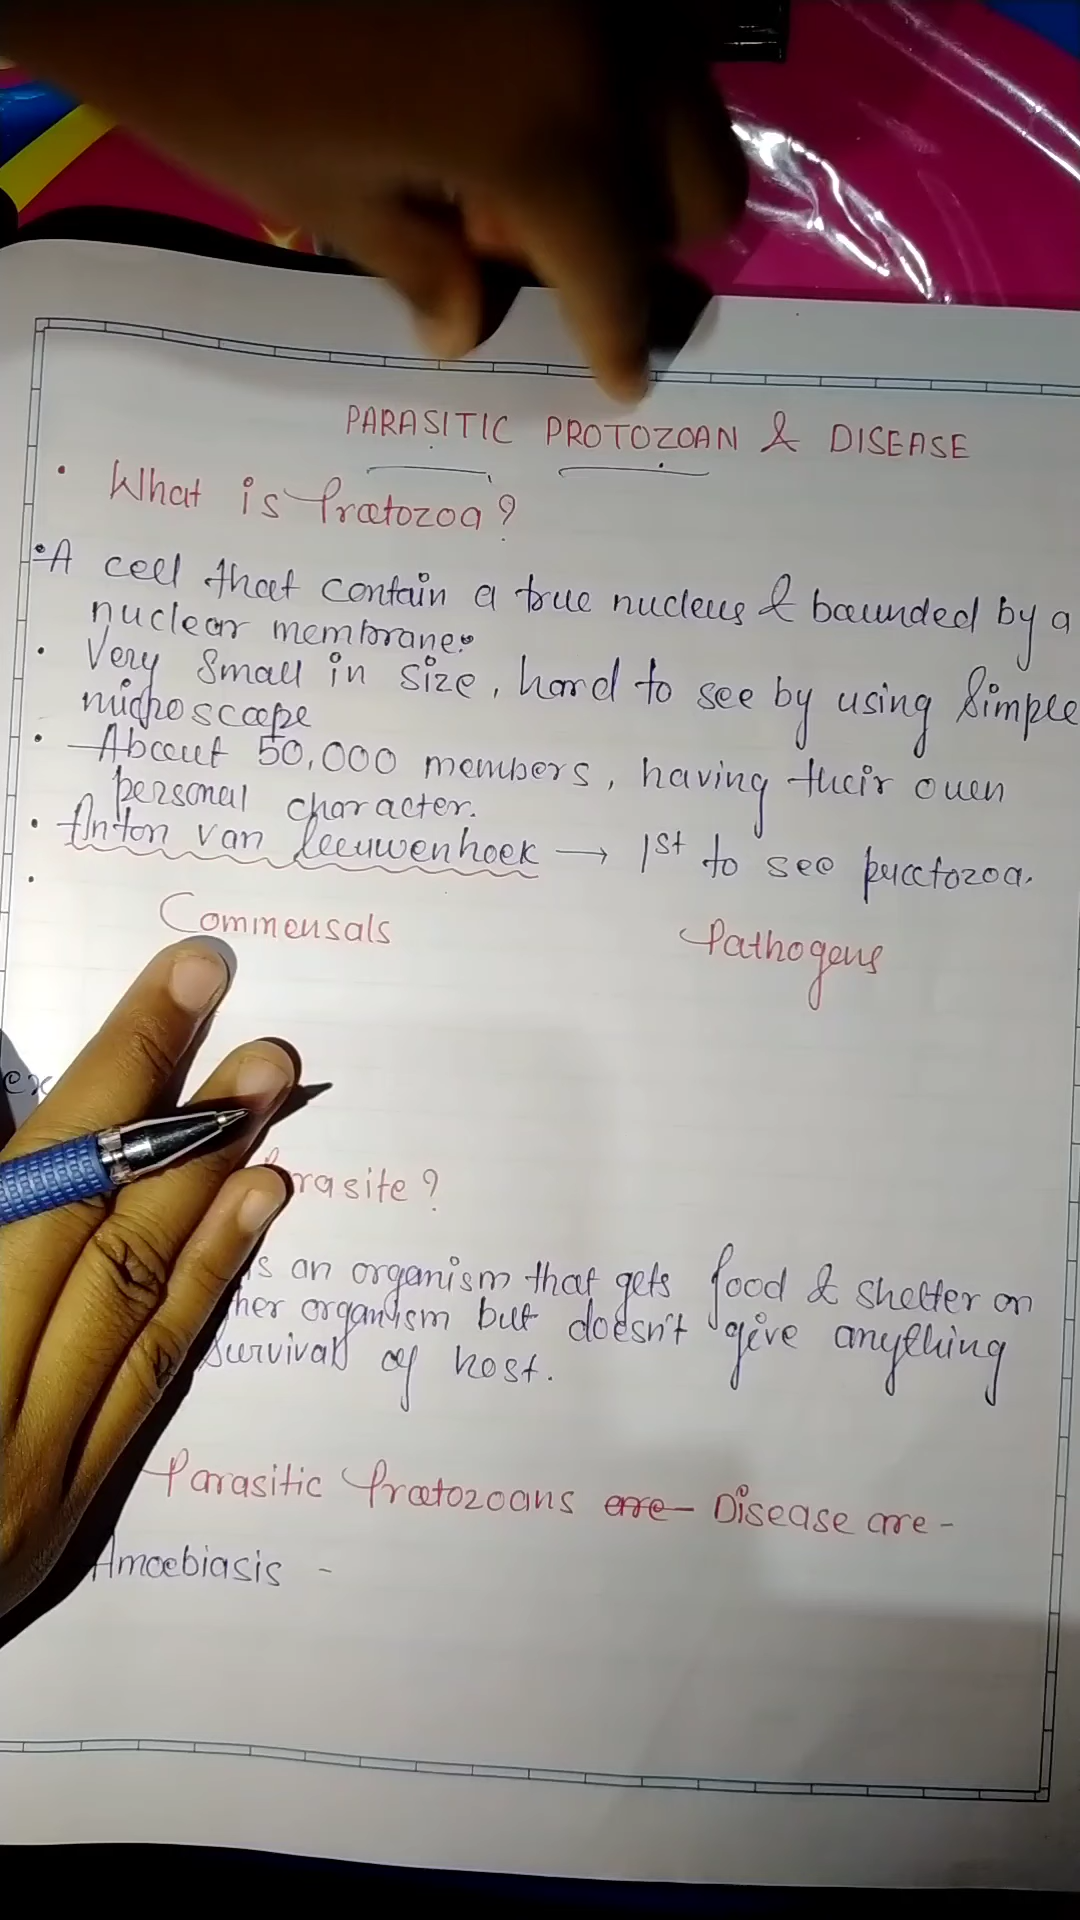 PARASITIC PROTOZOAN & DISEASE
• What is Protozoa?
• A cell that contain a true nucleus & bounded by a
nuclear membrane.
• Very small in size, hard to see by using simple
microscope
• About 50,000 members, having their own
personal character.
• Anton van leeuwenhoek → 1st to see protozoa.
•
Commensals Pathogens
ex
rasite?
is an organism that gets food & shelter on
her organism but doesn't give anything
survival of host.
Parasitic Protozoans are Disease are -
Amoebiasis -